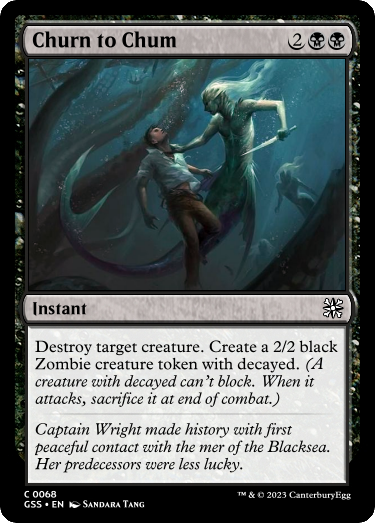 Churn to Chum 2
Instant
Destroy target creature. Create a 2/2 black
Zombie creature token with decayed. (A
creature with decayed can't block. When it
attacks, sacrifice it at end of combat.)
Captain Wright made history with first
peaceful contact with the mer of the Blacksea.
Her predecessors were less lucky.
C 0068
GSS • EN Sandara Tang
™ & © 2023 CanterburyEgg